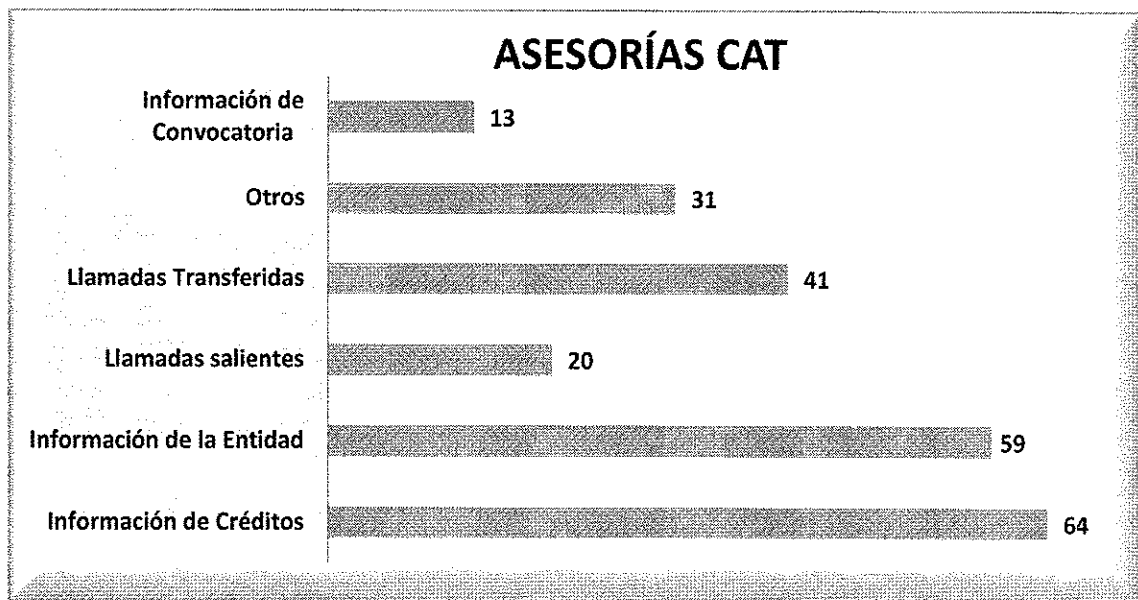 ASESORÍAS CAT
Información de
Convocatoria
13
Otros
31
Llamadas Transferidas
41
Llamadas salientes
20
Información de la Entidad
59
Información de Créditos
64